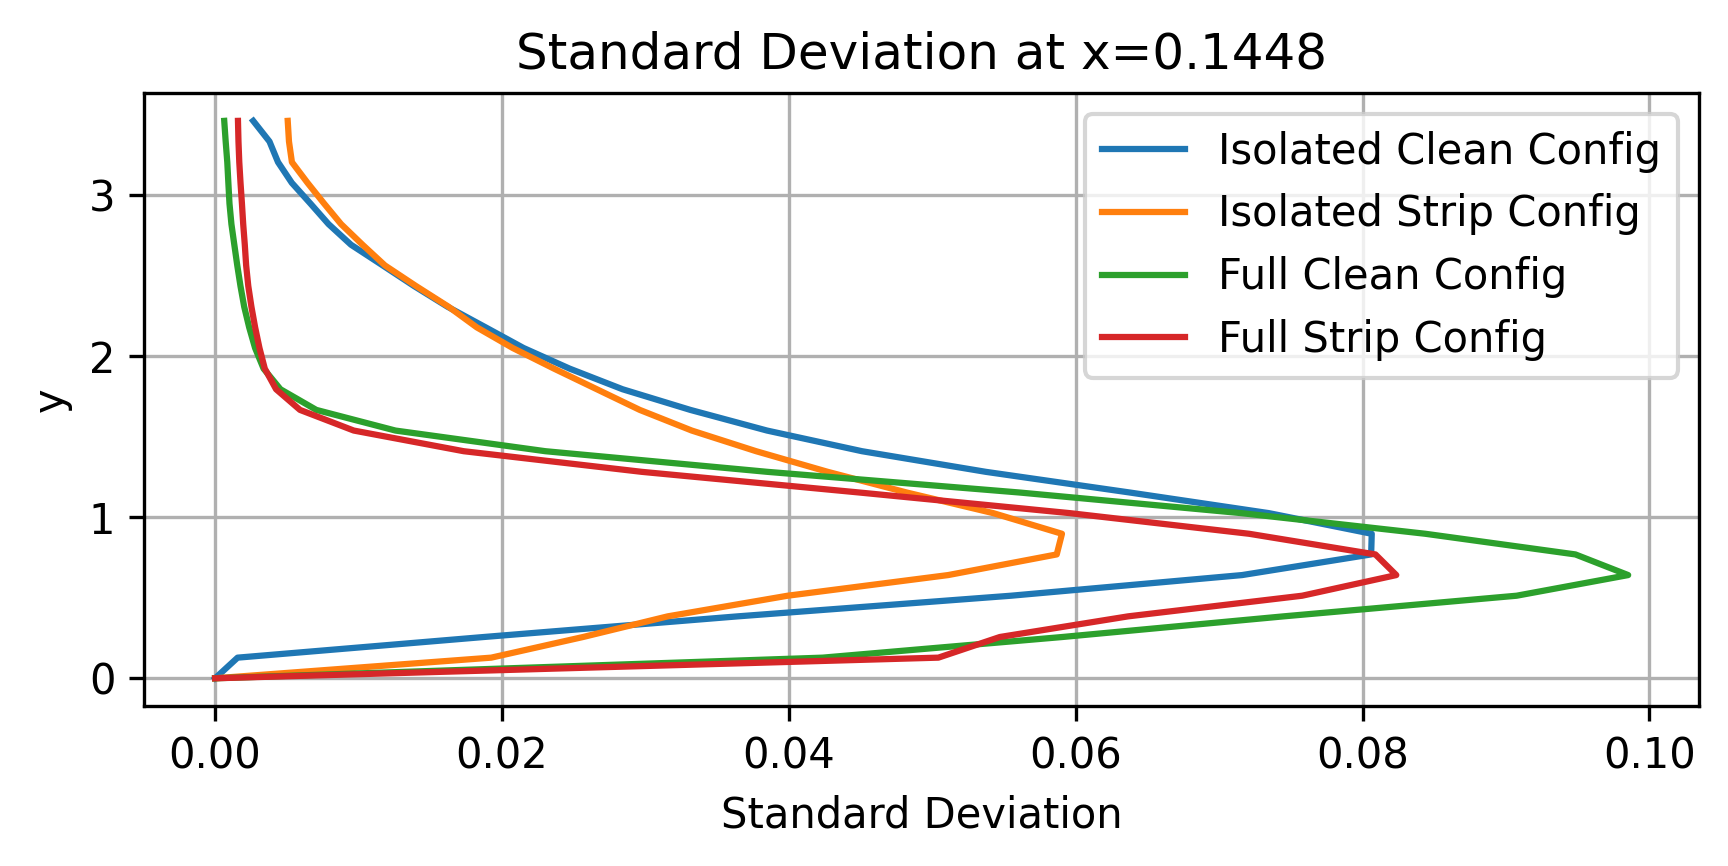 Standard Deviation at x=0.1448
Isolated Clean Config
Isolated Strip Config
Full Clean Config
Full Strip Config
3
2
1
0
y
0.00 0.02 0.04 0.06 0.08 0.10
Standard Deviation